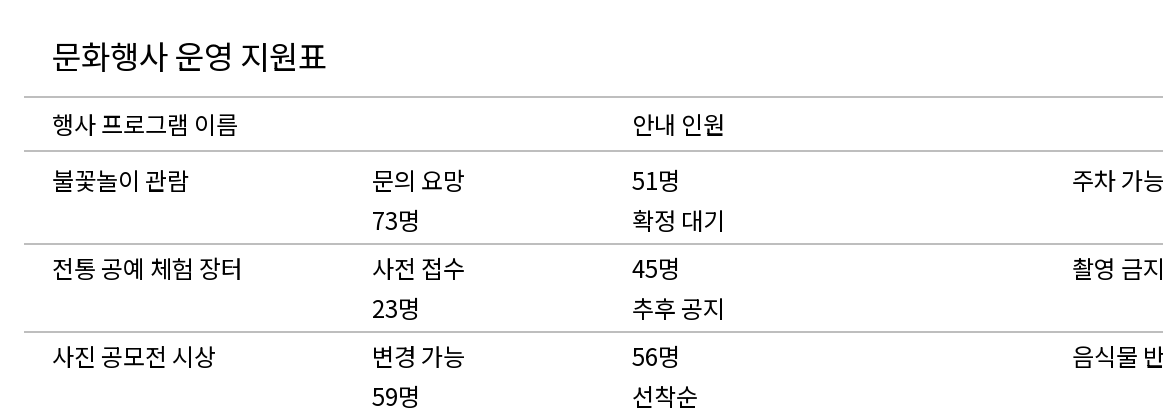 문화행사 운영 지원표
행사 프로그램 이름 안내 인원
불꽃놀이 관람 문의 요망 51명 주차 가능
73명 확정 대기
전통 공예 체험 장터 사전 접수 45명 촬영 금지
23명 추후 공지
사진 공모전 시상 변경 가능 56명 음식물 반
59명 선착순